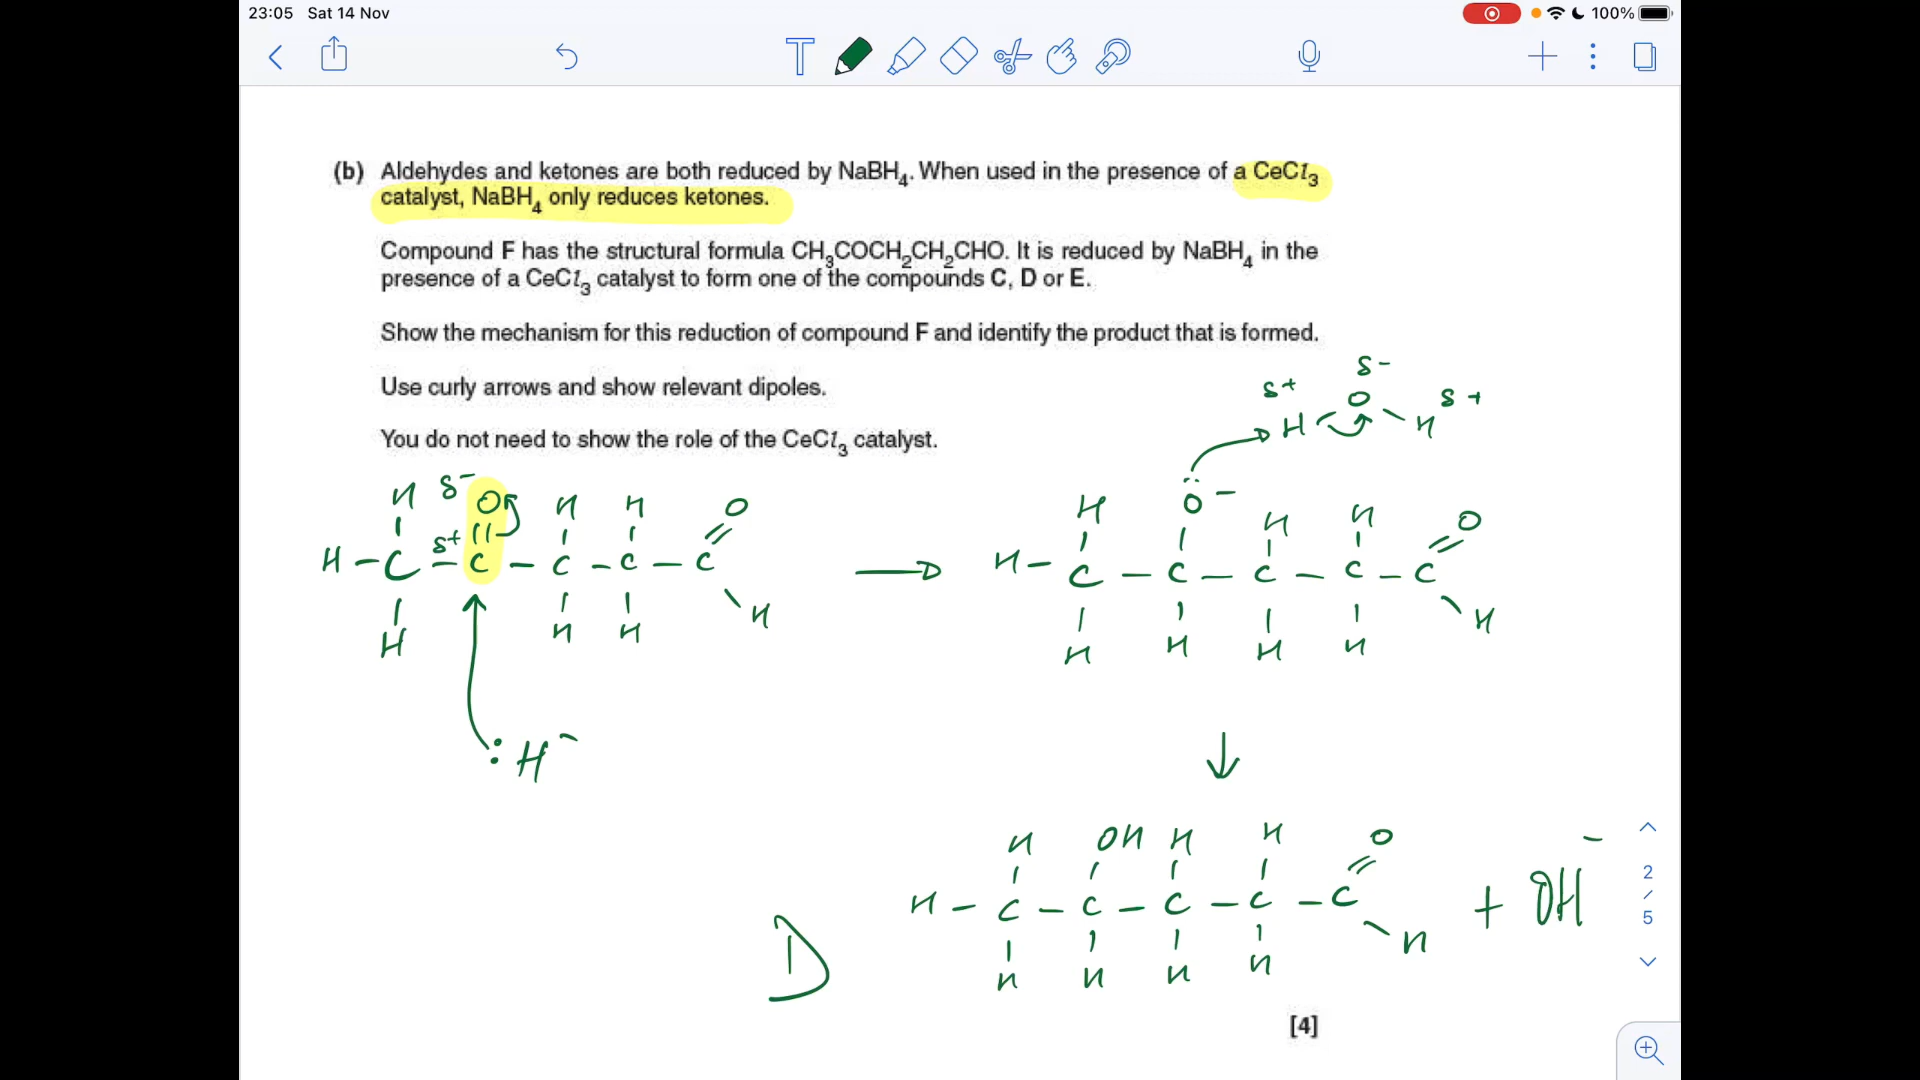 23:05 Sat 14 Nov
100%
T
(b) Aldehydes and ketones are both reduced by NaBH₄. When used in the presence of a CeCl₃
catalyst, NaBH₄ only reduces ketones.
Compound F has the structural formula CH₃COCH₂CH₂CHO. It is reduced by NaBH₄ in the
presence of a CeCl₃ catalyst to form one of the compounds C, D or E.
Show the mechanism for this reduction of compound F and identify the product that is formed.
Use curly arrows and show relevant dipoles.
You do not need to show the role of the CeCl₃ catalyst.
δ-
δ+ O δ+
H H
H δ- O H H O
δ+
H - C - C - C - C - C
H H H H
:H⁻
H O⁻ H H O
H - C - C - C - C - C
H H H H H
H OH H H O
H - C - C - C - C - C + OH⁻
H H H H H
D
[4]
2
/
5